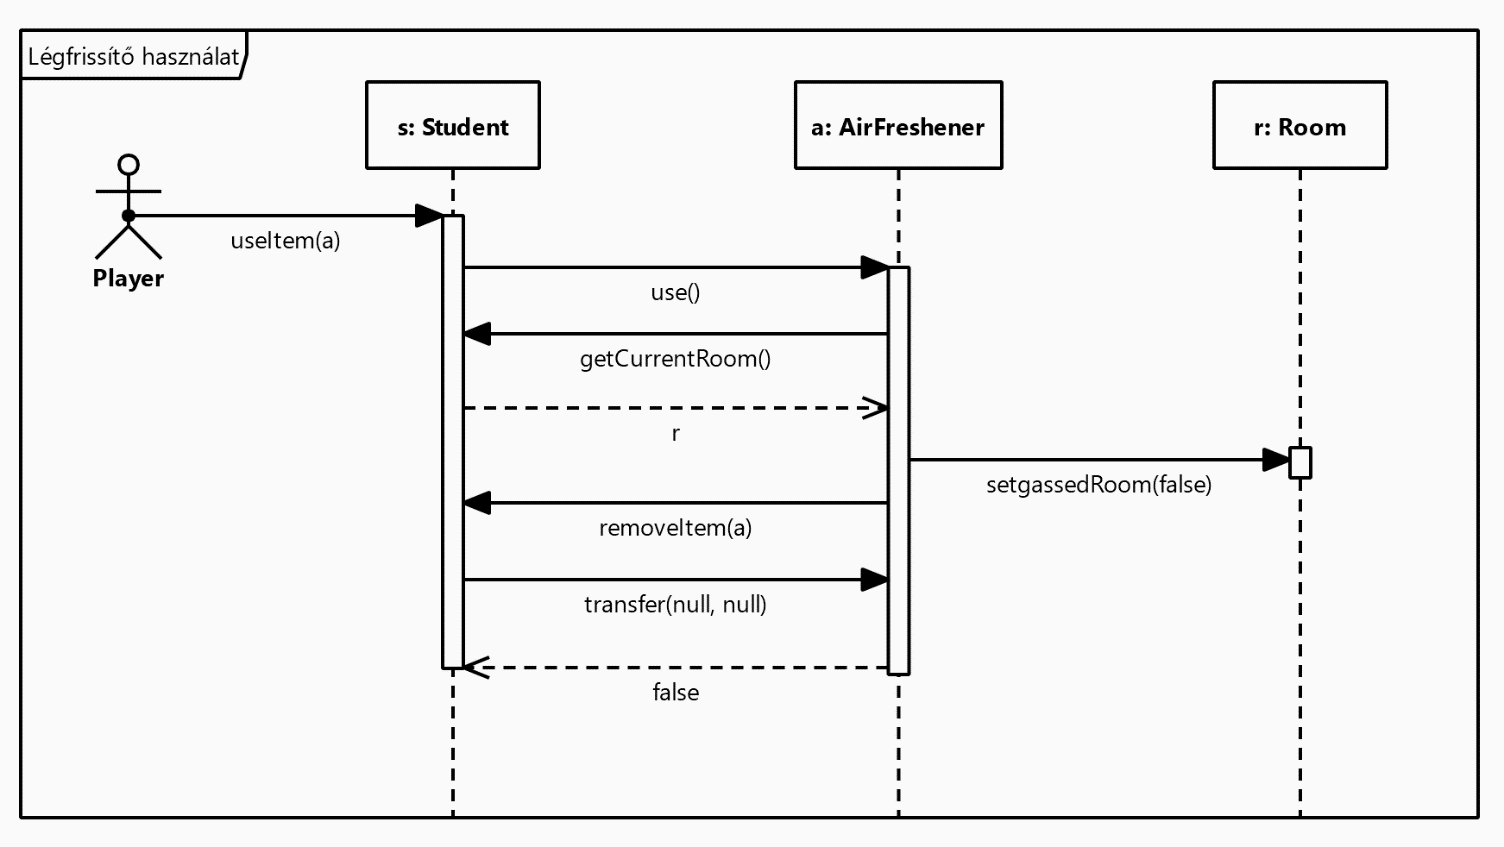 Légfrissítő használat
s: Student
a: AirFreshener
r: Room
Player
useItem(a)
use()
getCurrentRoom()
r
setgassedRoom(false)
removeItem(a)
transfer(null, null)
false